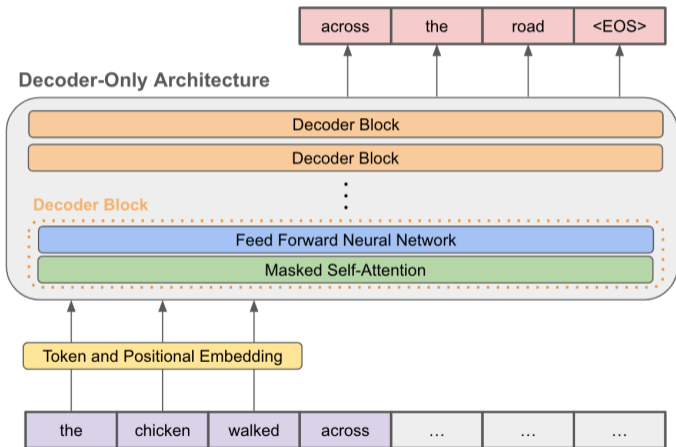 across the road <EOS>
Decoder-Only Architecture
Decoder Block
Decoder Block
⋮
Decoder Block
Feed Forward Neural Network
Masked Self-Attention
Token and Positional Embedding
the chicken walked across ... ... ...